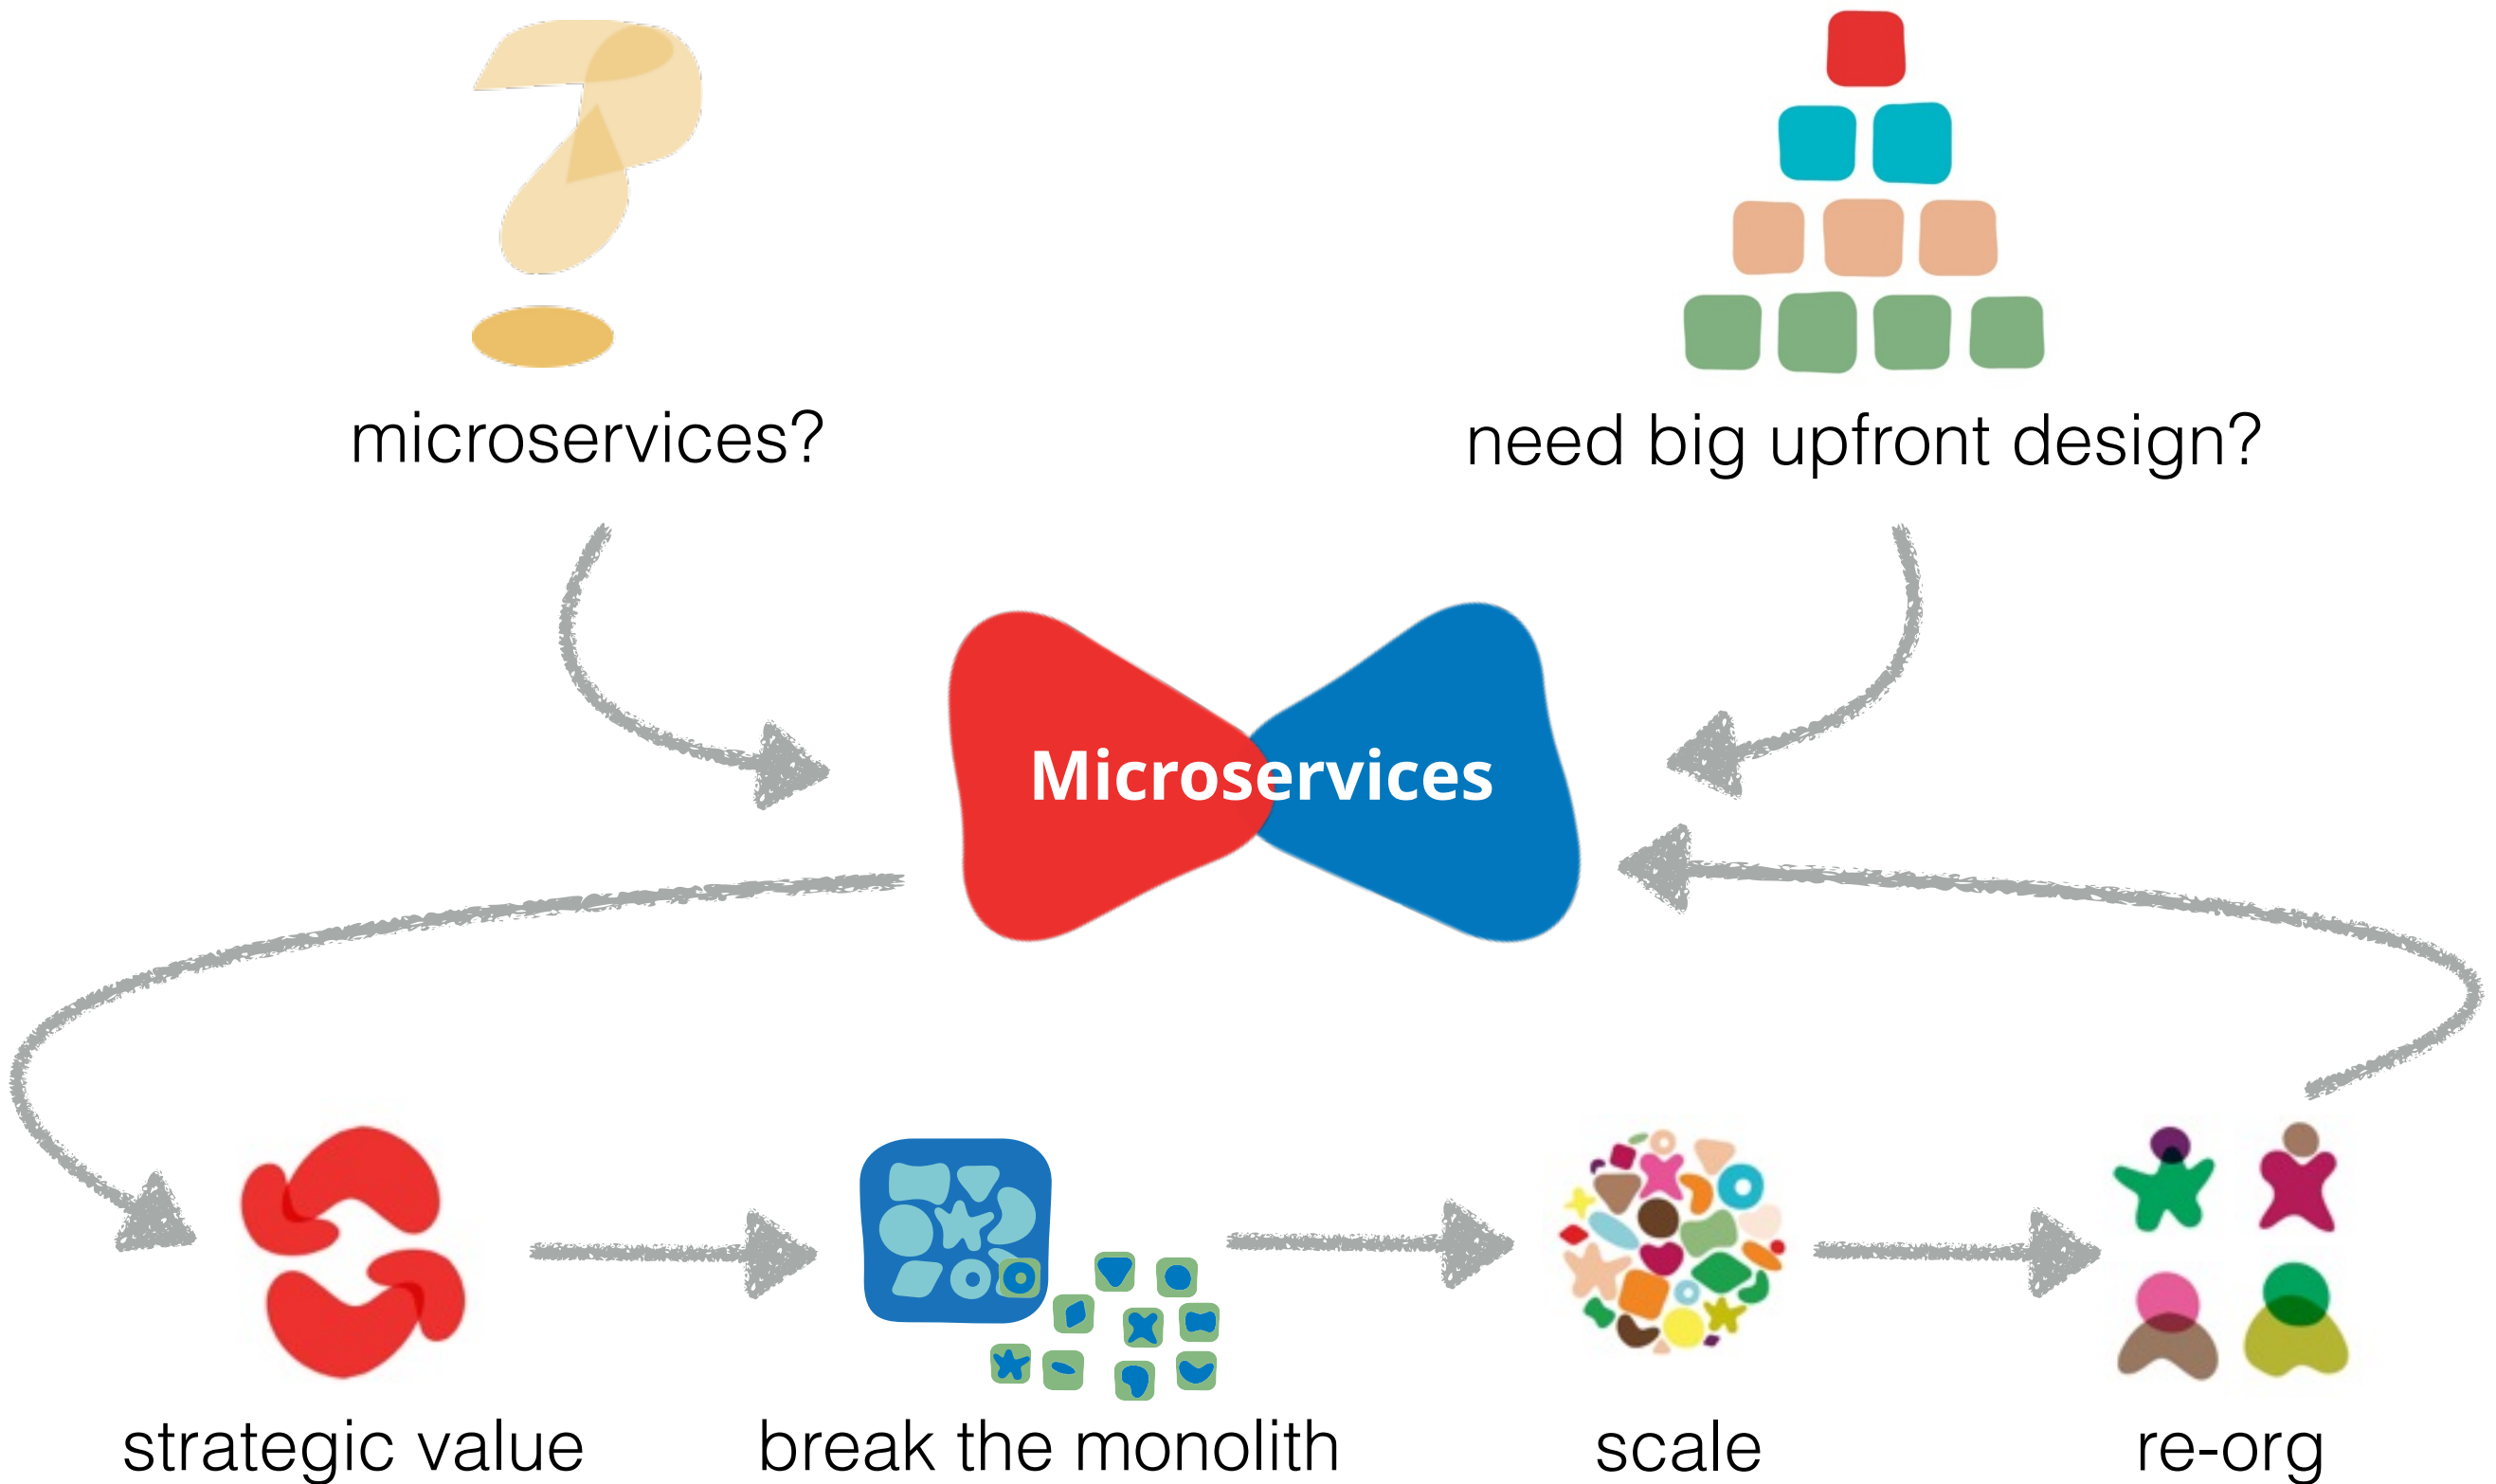 microservices?
need big upfront design?
Microservices
strategic value
break the monolith
scale
re-org